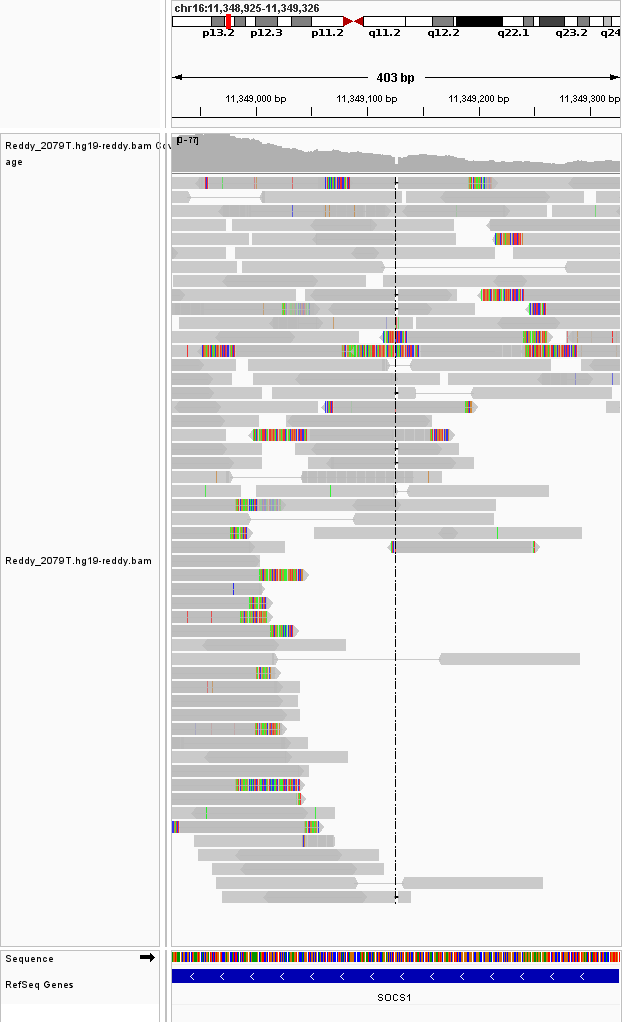 chr16:11,348,925-11,349,326
p13.2 p12.3 p11.2 q11.2 q12.2 q22.1 q23.2 q24
403 bp
11,349,000 bp 11,349,100 bp 11,349,200 bp 11,349,300 bp
[0 - 77]
Reddy_2079T.hg19-reddy.bam Cov
age
Reddy_2079T.hg19-reddy.bam
Sequence
RefSeq Genes
SOCS1